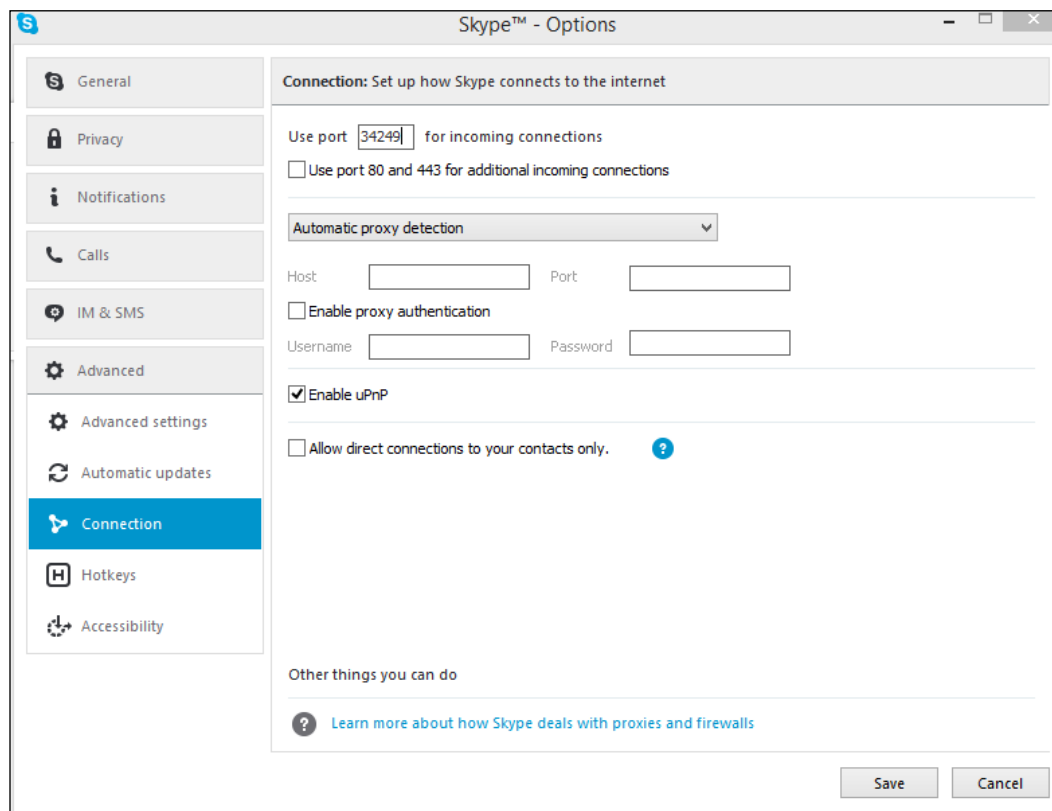 Skype™ - Options
General
Privacy
Notifications
Calls
IM & SMS
Advanced
Advanced settings
Automatic updates
Connection
Hotkeys
Accessibility
Connection: Set up how Skype connects to the internet
Use port 34249 for incoming connections
Use port 80 and 443 for additional incoming connections
Automatic proxy detection
Host Port
Enable proxy authentication
Username Password
Enable uPnP
Allow direct connections to your contacts only. ?
Other things you can do
? Learn more about how Skype deals with proxies and firewalls
Save Cancel